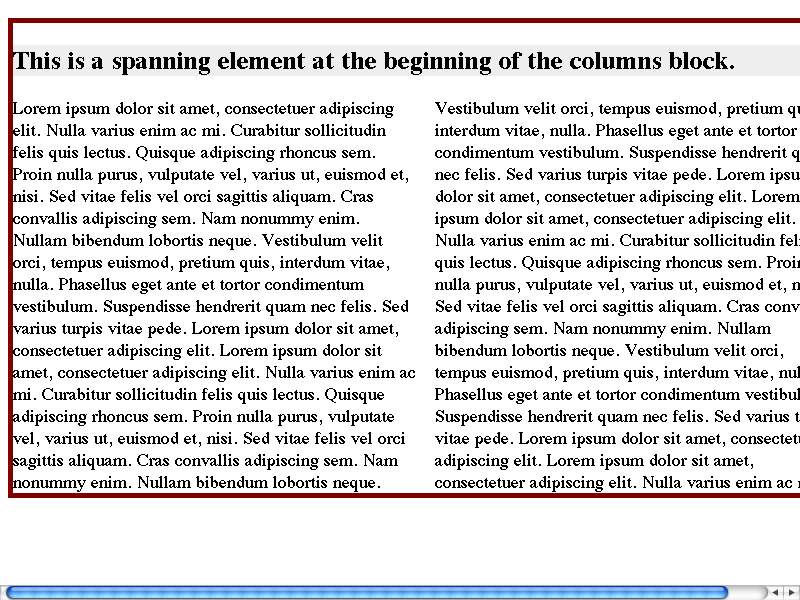 This is a spanning element at the beginning of the columns block.
Lorem ipsum dolor sit amet, consectetuer adipiscing
elit. Nulla varius enim ac mi. Curabitur sollicitudin
felis quis lectus. Quisque adipiscing rhoncus sem.
Proin nulla purus, vulputate vel, varius ut, euismod et,
nisi. Sed vitae felis vel orci sagittis aliquam. Cras
convallis adipiscing sem. Nam nonummy enim.
Nullam bibendum lobortis neque. Vestibulum velit
orci, tempus euismod, pretium quis, interdum vitae,
nulla. Phasellus eget ante et tortor condimentum
vestibulum. Suspendisse hendrerit quam nec felis. Sed
varius turpis vitae pede. Lorem ipsum dolor sit amet,
consectetuer adipiscing elit. Lorem ipsum dolor sit
amet, consectetuer adipiscing elit. Nulla varius enim ac
mi. Curabitur sollicitudin felis quis lectus. Quisque
adipiscing rhoncus sem. Proin nulla purus, vulputate
vel, varius ut, euismod et, nisi. Sed vitae felis vel orci
sagittis aliquam. Cras convallis adipiscing sem. Nam
nonummy enim. Nullam bibendum lobortis neque.
Vestibulum velit orci, tempus euismod, pretium
interdum vitae, nulla. Phasellus eget ante et tortor
condimentum vestibulum. Suspendisse hendrerit
nec felis. Sed varius turpis vitae pede. Lorem
dolor sit amet, consectetuer adipiscing elit. Lorem
ipsum dolor sit amet, consectetuer adipiscing elit.
Nulla varius enim ac mi. Curabitur sollicitudin
quis lectus. Quisque adipiscing rhoncus sem.
nulla purus, vulputate vel, varius ut, euismod et,
Sed vitae felis vel orci sagittis aliquam. Cras
adipiscing sem. Nam nonummy enim. Nullam
bibendum lobortis neque. Vestibulum velit orci,
tempus euismod, pretium quis, interdum vitae,
Phasellus eget ante et tortor condimentum
Suspendisse hendrerit quam nec felis. Sed varius
vitae pede. Lorem ipsum dolor sit amet,
adipiscing elit. Lorem ipsum dolor sit amet,
consectetuer adipiscing elit. Nulla varius enim ac